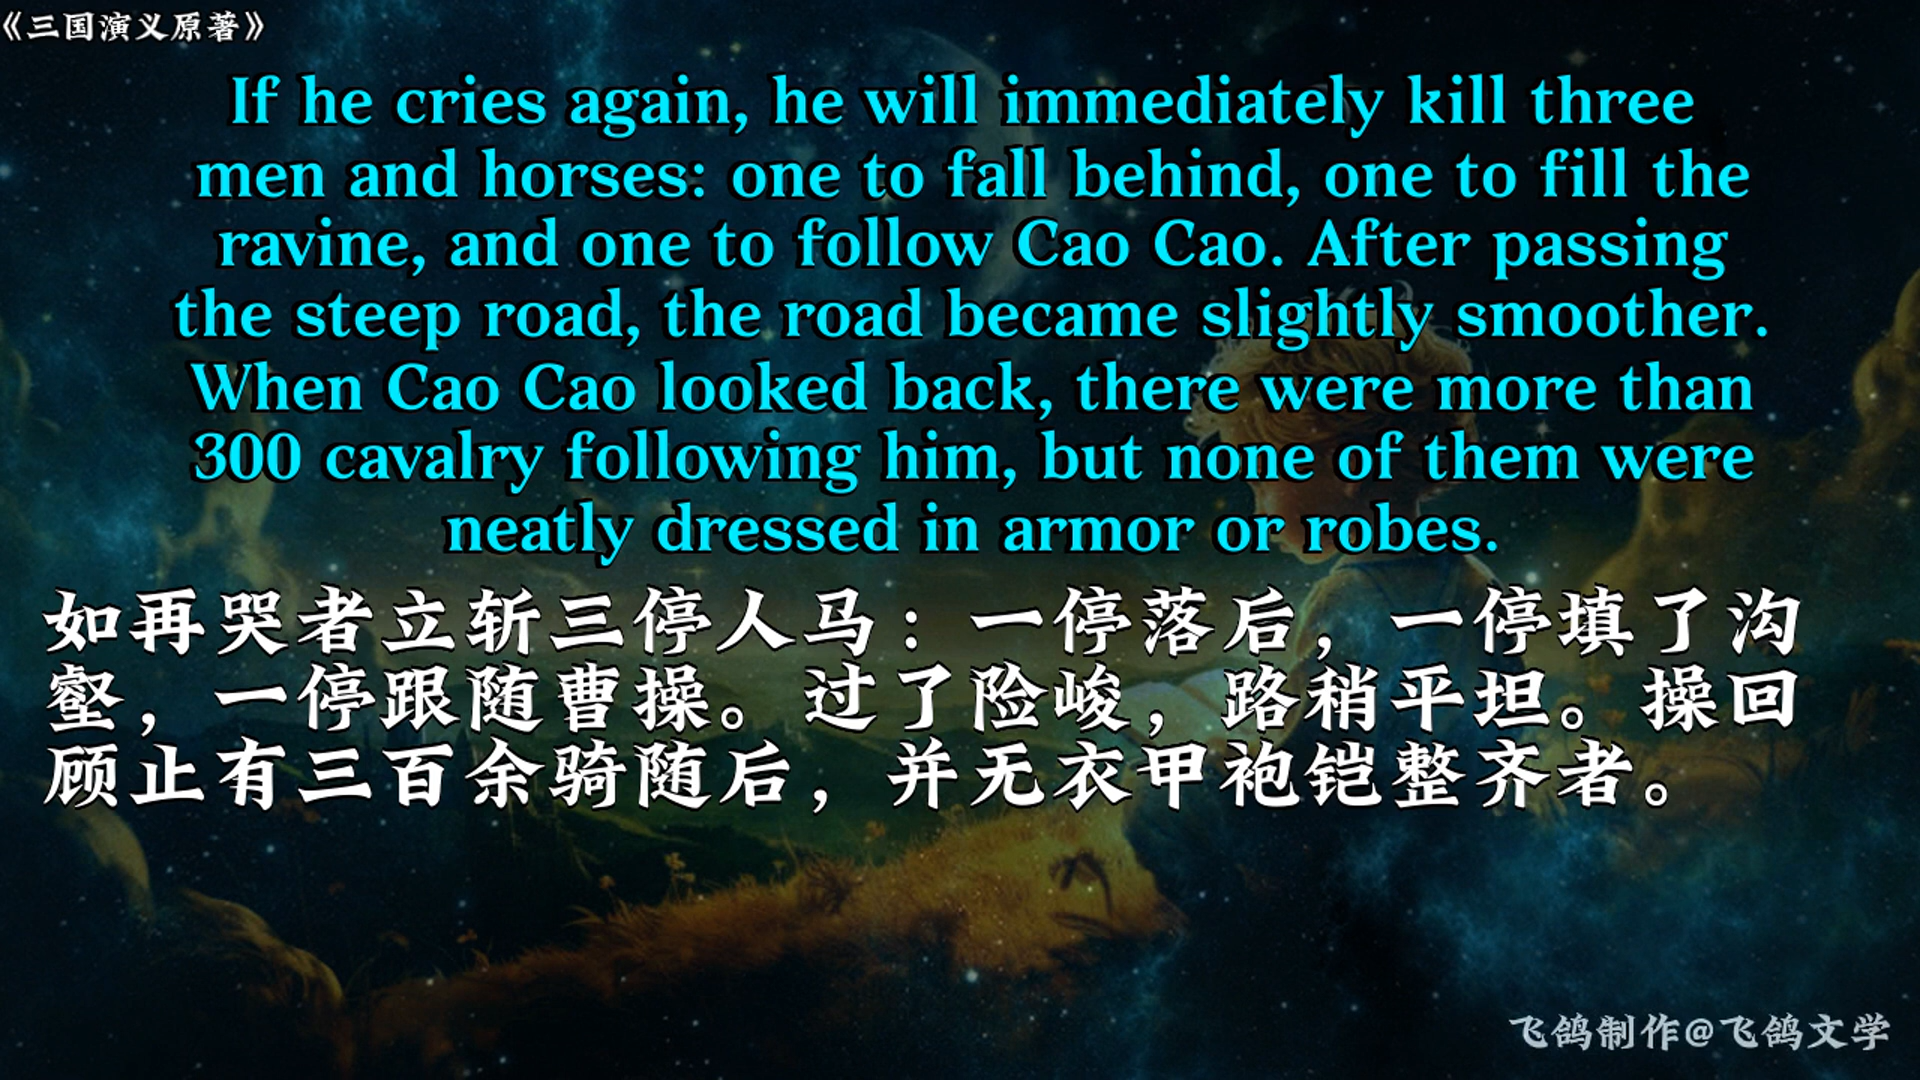 《三国演义原著》
If he cries again, he will immediately kill three
men and horses: one to fall behind, one to fill the
ravine, and one to follow Cao Cao. After passing
the steep road, the road became slightly smoother.
When Cao Cao looked back, there were more than
300 cavalry following him, but none of them were
neatly dressed in armor or robes.
如再哭者立斩三停人马：一停落后，一停填了沟
壑，一停跟随曹操。过了险峻，路稍平坦。操回
顾止有三百余骑随后，并无衣甲袍铠整齐者。
飞鸽制作@飞鸽文学